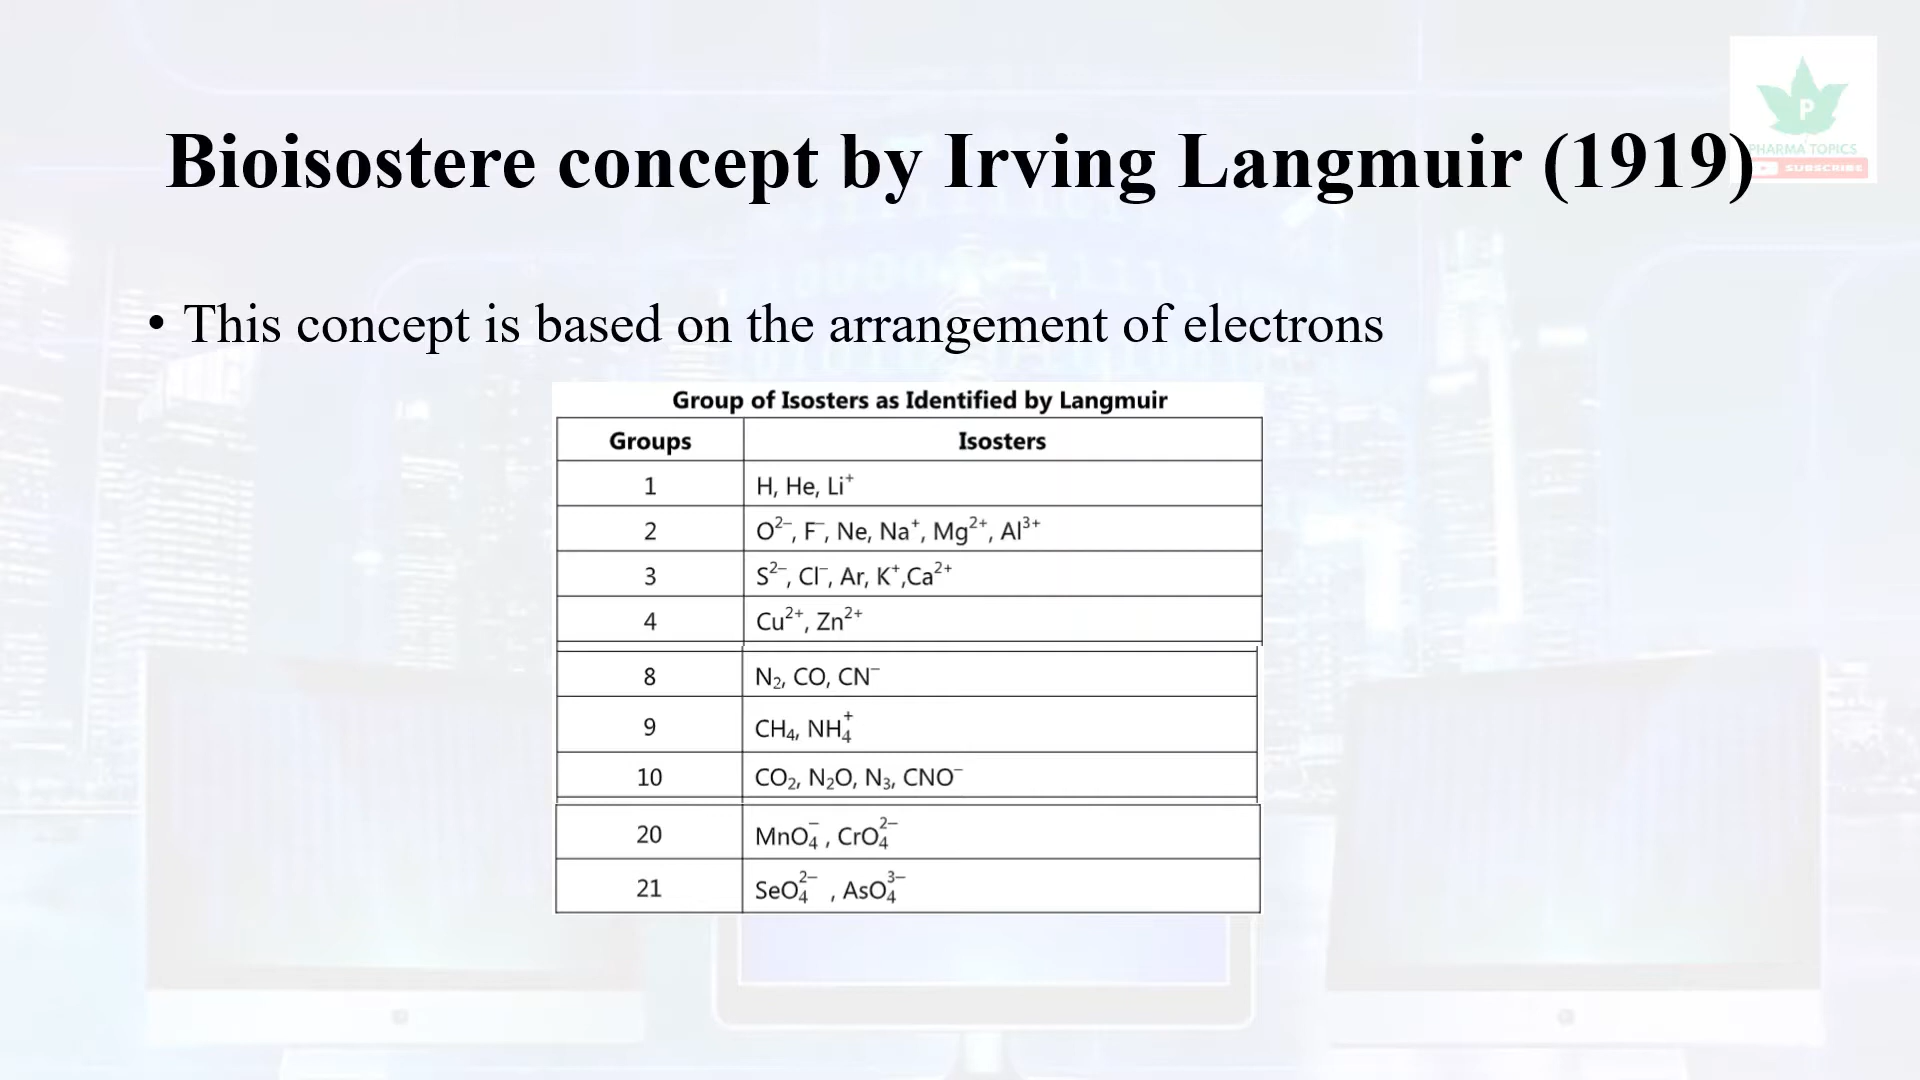 Bioisostere concept by Irving Langmuir (1919)
P
PHARMA TOPICS
SUBSCRIBE
• This concept is based on the arrangement of electrons
Group of Isosters as Identified by Langmuir
Groups Isosters
1 H, He, Li⁺
2 O²⁻, F⁻, Ne, Na⁺, Mg²⁺, Al³⁺
3 S²⁻, Cl⁻, Ar, K⁺,Ca²⁺
4 Cu²⁺, Zn²⁺
8 N₂, CO, CN⁻
9 CH₄, NH₄⁺
10 CO₂, N₂O, N₃, CNO⁻
20 MnO₄⁻, CrO₄²⁻
21 SeO₄²⁻, AsO₄³⁻